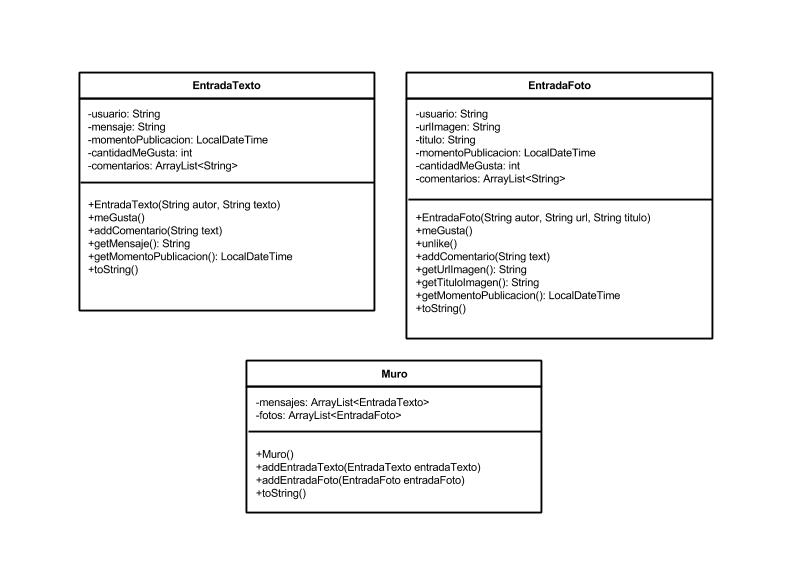 EntradaTexto
-usuario: String
-mensaje: String
-momentoPublicacion: LocalDateTime
-cantidadMeGusta: int
-comentarios: ArrayList<String>
+EntradaTexto(String autor, String texto)
+meGusta()
+addComentario(String text)
+getMensaje(): String
+getMomentoPublicacion(): LocalDateTime
+toString()
EntradaFoto
-usuario: String
-urlImagen: String
-titulo: String
-momentoPublicacion: LocalDateTime
-cantidadMeGusta: int
-comentarios: ArrayList<String>
+EntradaFoto(String autor, String url, String titulo)
+meGusta()
+unlike()
+addComentario(String text)
+getUrlImagen(): String
+getTituloImagen(): String
+getMomentoPublicacion(): LocalDateTime
+toString()
Muro
-mensajes: ArrayList<EntradaTexto>
-fotos: ArrayList<EntradaFoto>
+Muro()
+addEntradaTexto(EntradaTexto entradaTexto)
+addEntradaFoto(EntradaFoto entradaFoto)
+toString()